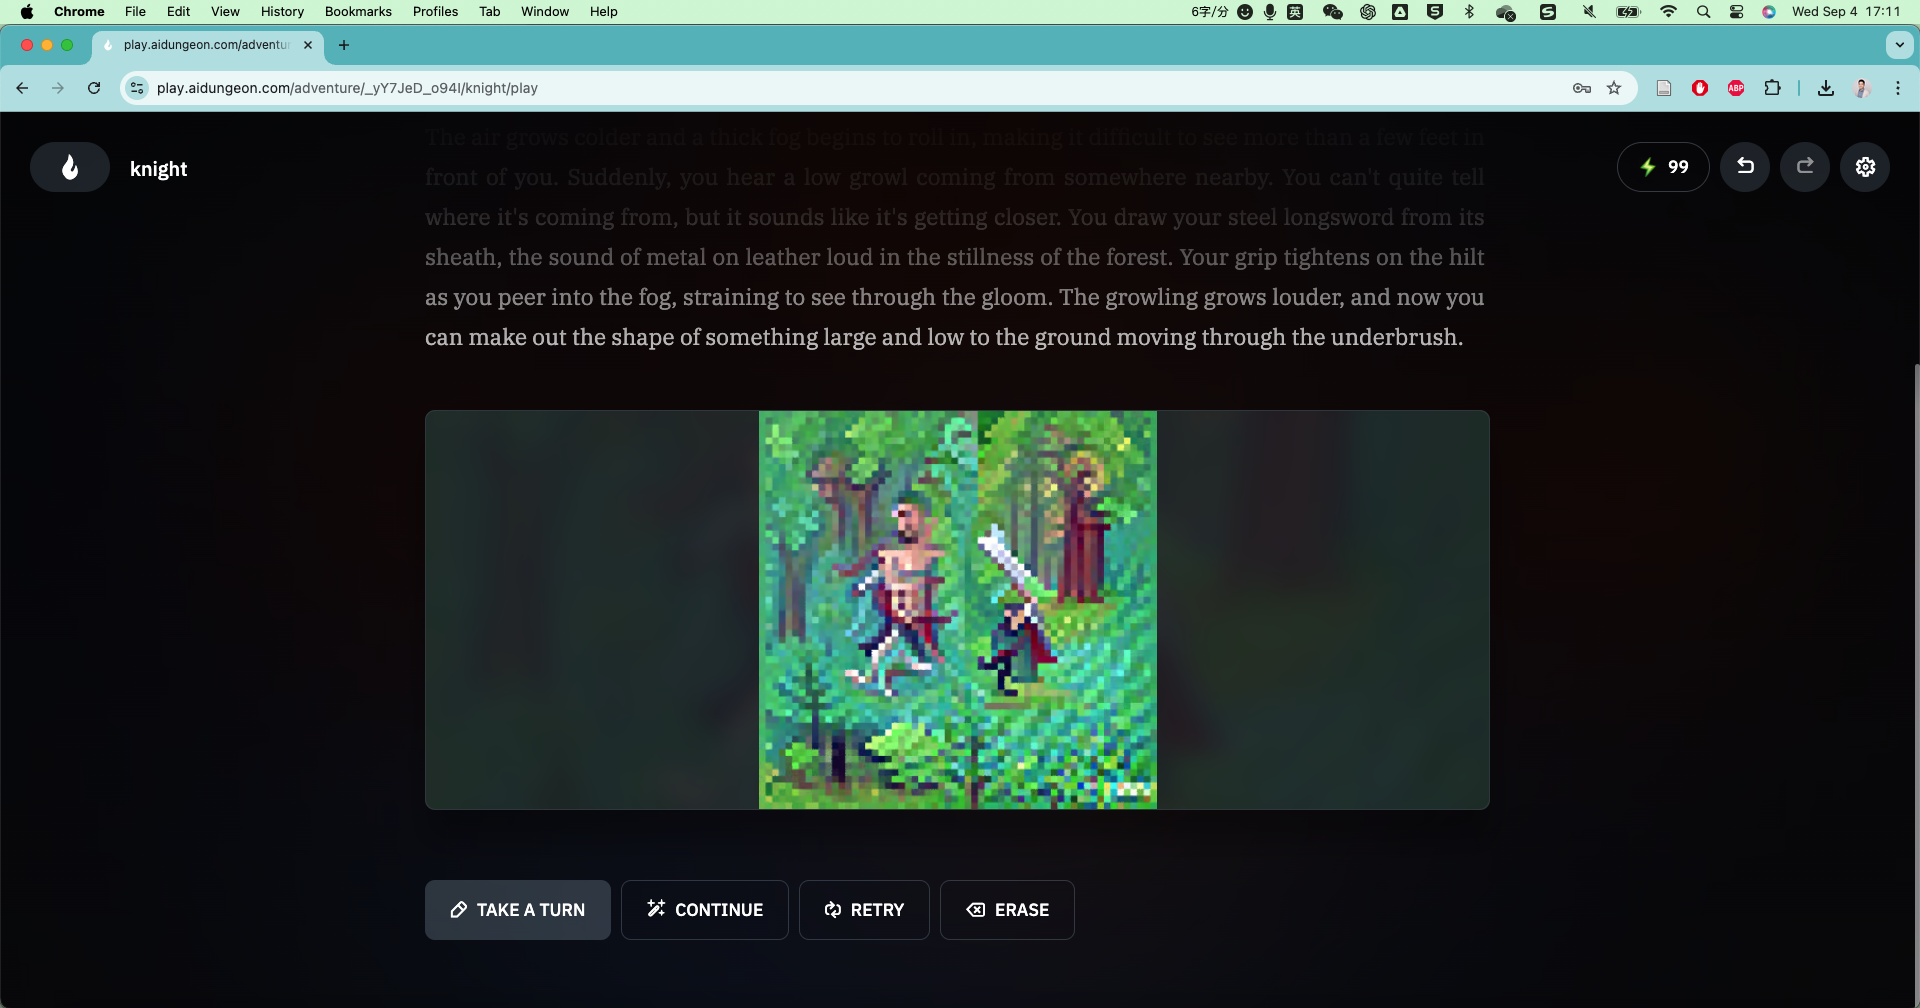 Chrome File Edit View History Bookmarks Profiles Tab Window Help 6字/分 英 Wed Sep 4 17:11
play.aidungeon.com/adventur
play.aidungeon.com/adventure/_yY7JeD_o94I/knight/play ABP
The air grows colder and a thick fog begins to roll in, making it difficult to see more than a few feet in
knight 99
front of you. Suddenly, you hear a low growl coming from somewhere nearby. You can't quite tell
where it's coming from, but it sounds like it's getting closer. You draw your steel longsword from its
sheath, the sound of metal on leather loud in the stillness of the forest. Your grip tightens on the hilt
as you peer into the fog, straining to see through the gloom. The growling grows louder, and now you
can make out the shape of something large and low to the ground moving through the underbrush.
TAKE A TURN CONTINUE RETRY ERASE